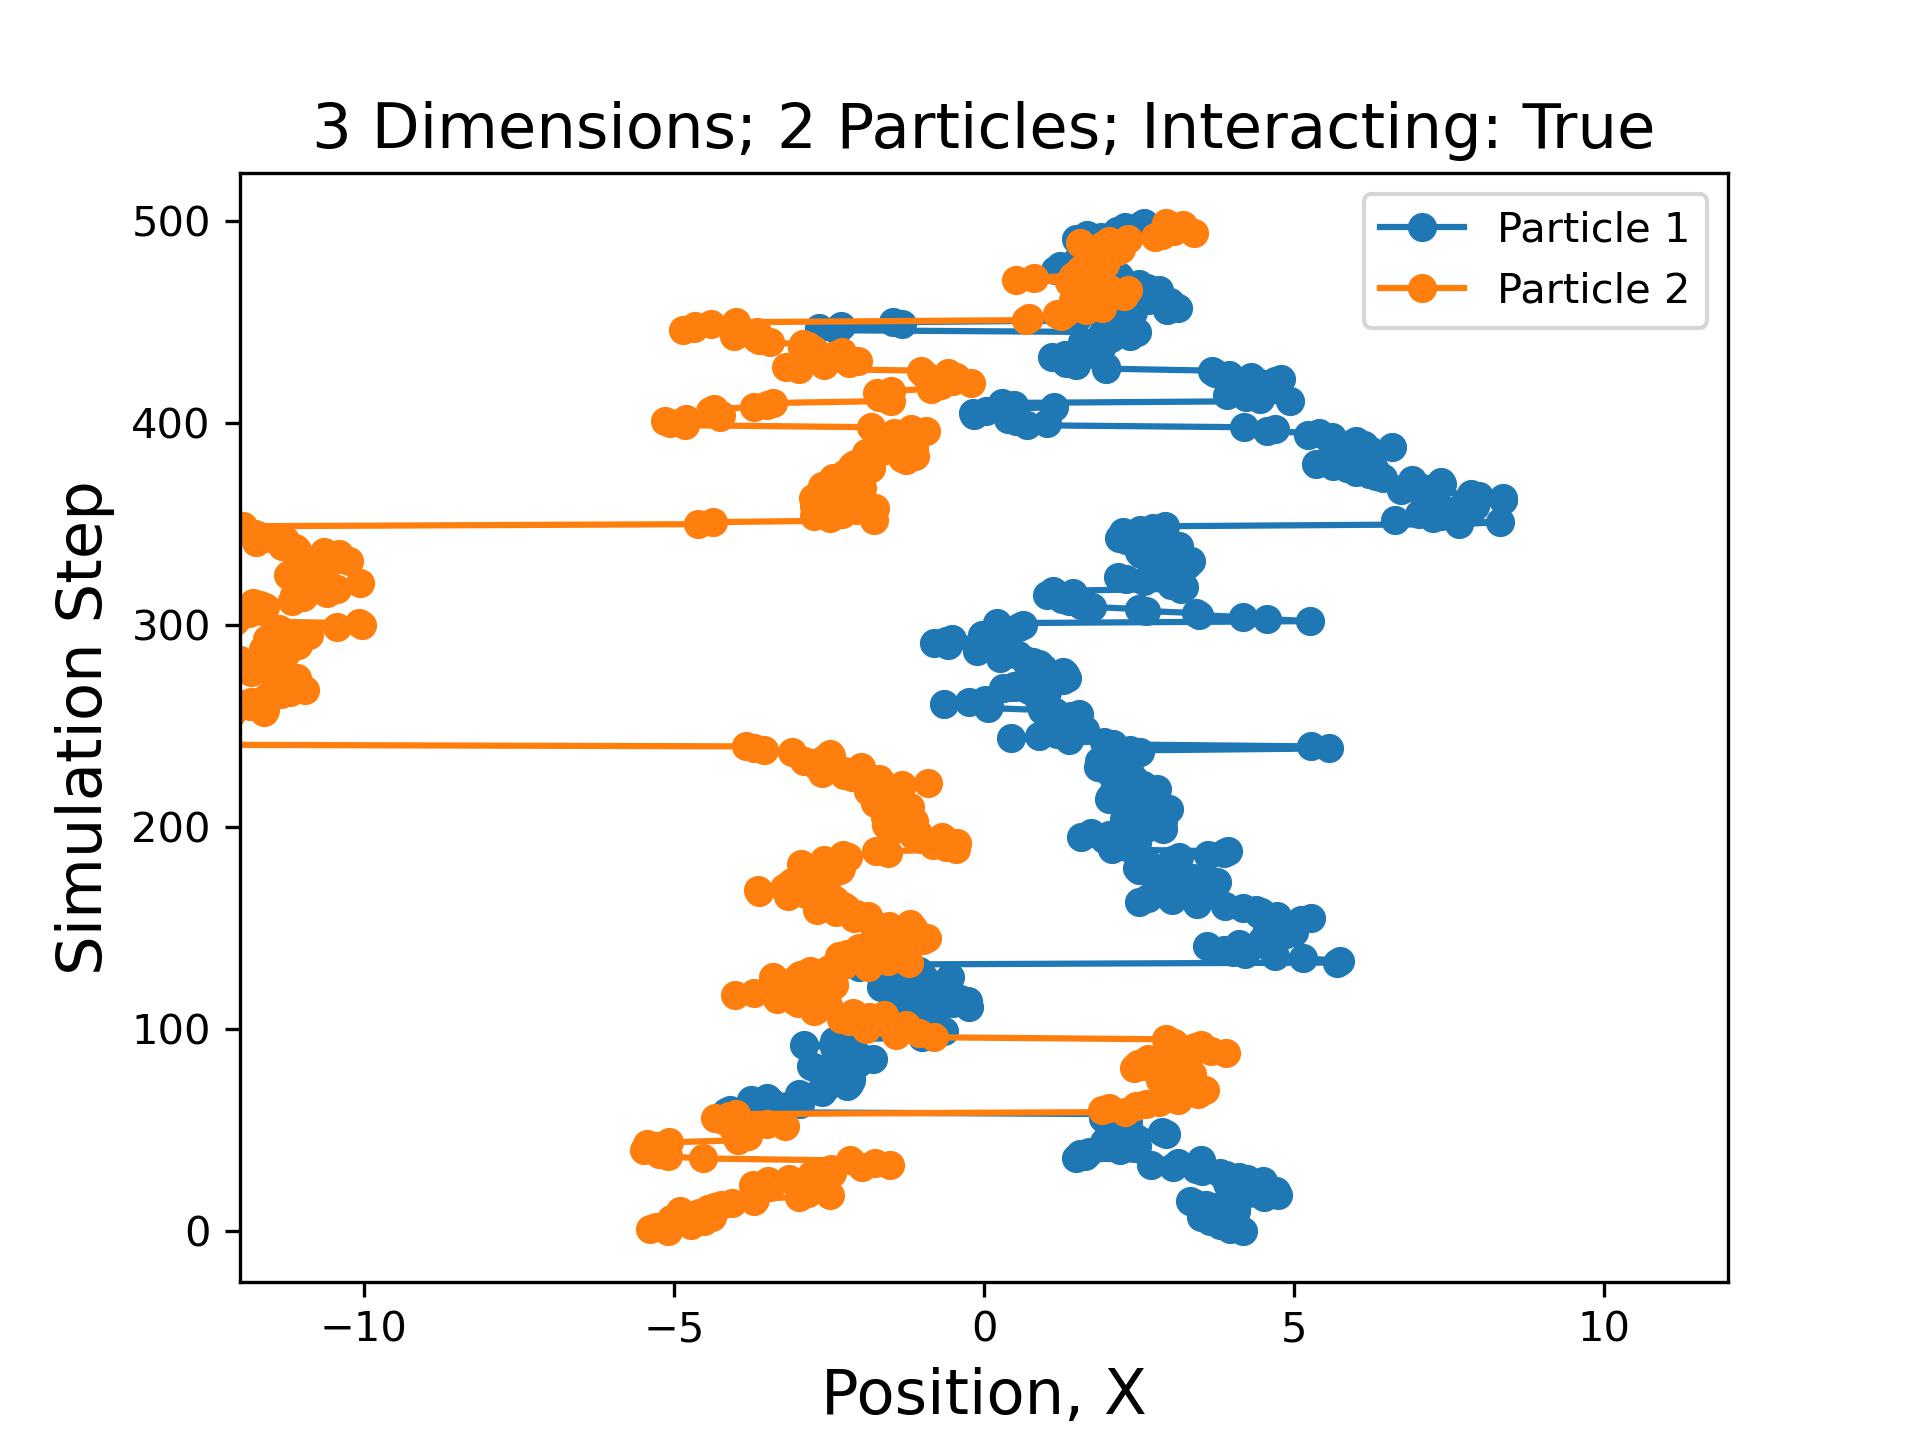 3 Dimensions; 2 Particles; Interacting: True
Particle 1
Particle 2
500
400
300
200
100
0
Simulation Step
−10
−5
0
5
10
Position, X